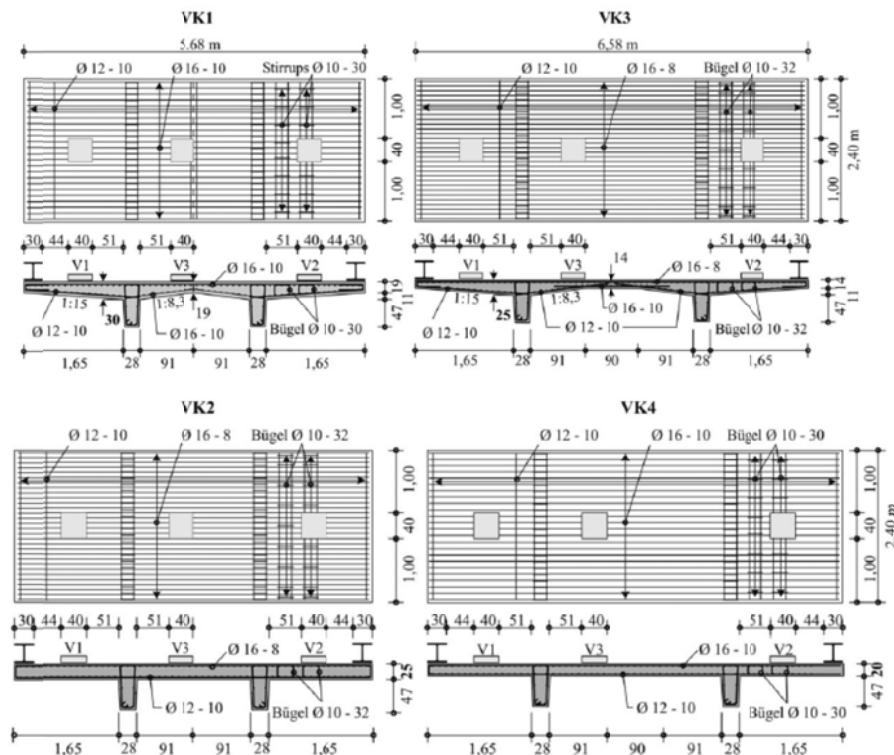 VK1
5.68 m
Ø 12 - 10
Ø 16 - 10
Stirrups
Ø 10 - 30
30 44 40 51 51 40 51 40 44 30
V1 V3 V2
Ø 16 - 10
1:15
1:8,3
30
19
Ø 12 - 10
Ø 16 - 10
Bügel Ø 10 - 30
19
11
47
1,65 28 91 91 28 1,65
VK3
6,58 m
Ø 12 - 10
Ø 16 - 8
Bügel Ø 10 - 32
1,00
40
1,00
2,40 m
30 44 40 51 51 40 51 40 44 30
14
V1 V3 V2
Ø 16 - 8
1:15
1:8,3
25
Ø 16 - 10
Ø 12 - 10
Ø 12 - 10
Bügel Ø 10 - 32
14
11
47
1,65 28 91 90 91 28 1,65
1,00
40
1,00
VK2
Ø 12 - 10
Ø 16 - 8
Bügel Ø 10 - 32
1,00
40
1,00
30 44 40 51 51 40 51 40 44 30
V1 V3 V2
Ø 16 - 8
Ø 12 - 10
Bügel Ø 10 - 32
25
47
1,65 28 91 91 28 1,65
VK4
Ø 12 - 10
Ø 16 - 10
Bügel Ø 10 - 30
1,00
40
1,00
2,40 m
30 44 40 51 51 40 51 40 44 30
V1 V3 V2
Ø 16 - 10
Ø 12 - 10
Bügel Ø 10 - 30
20
47
1,65 28 91 90 91 28 1,65